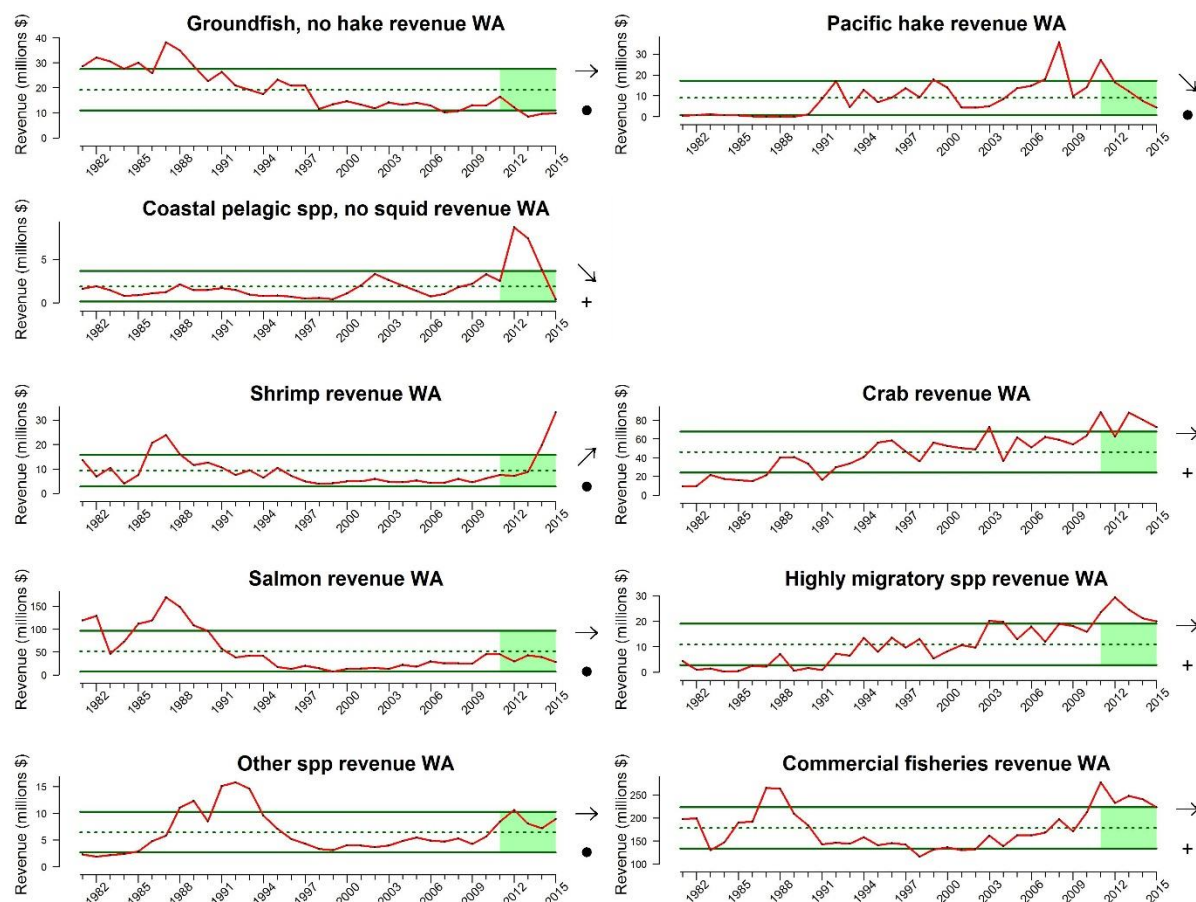 Groundfish, no hake revenue WA
Revenue (millions $)
40
30
20
10
0
1982 1985 1988 1991 1994 1997 2000 2003 2006 2009 2012 2015
Pacific hake revenue WA
Revenue (millions $)
30
20
10
0
1982 1985 1988 1991 1994 1997 2000 2003 2006 2009 2012 2015
Coastal pelagic spp, no squid revenue WA
Revenue (millions $)
5
0
1982 1985 1988 1991 1994 1997 2000 2003 2006 2009 2012 2015
Shrimp revenue WA
Revenue (millions $)
30
20
10
0
1982 1985 1988 1991 1994 1997 2000 2003 2006 2009 2012 2015
Crab revenue WA
Revenue (millions $)
80
60
40
20
0
1982 1985 1988 1991 1994 1997 2000 2003 2006 2009 2012 2015
Salmon revenue WA
Revenue (millions $)
150
100
50
0
1982 1985 1988 1991 1994 1997 2000 2003 2006 2009 2012 2015
Highly migratory spp revenue WA
Revenue (millions $)
30
20
10
0
1982 1985 1988 1991 1994 1997 2000 2003 2006 2009 2012 2015
Other spp revenue WA
Revenue (millions $)
15
10
5
0
1982 1985 1988 1991 1994 1997 2000 2003 2006 2009 2012 2015
Commercial fisheries revenue WA
Revenue (millions $)
250
200
150
100
1982 1985 1988 1991 1994 1997 2000 2003 2006 2009 2012 2015